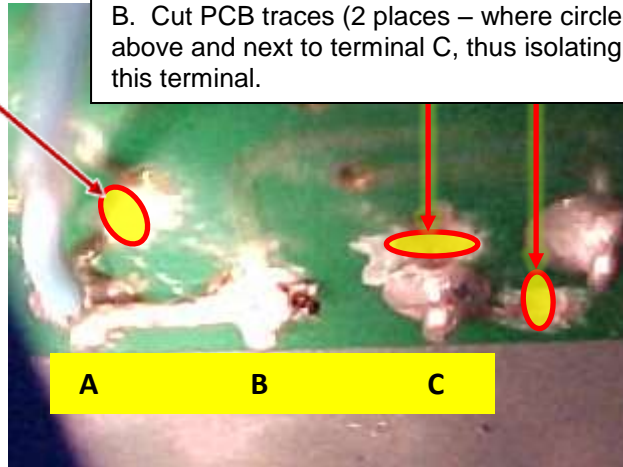 B. Cut PCB traces (2 places – where circle
above and next to terminal C, thus isolating
this terminal.
A B C